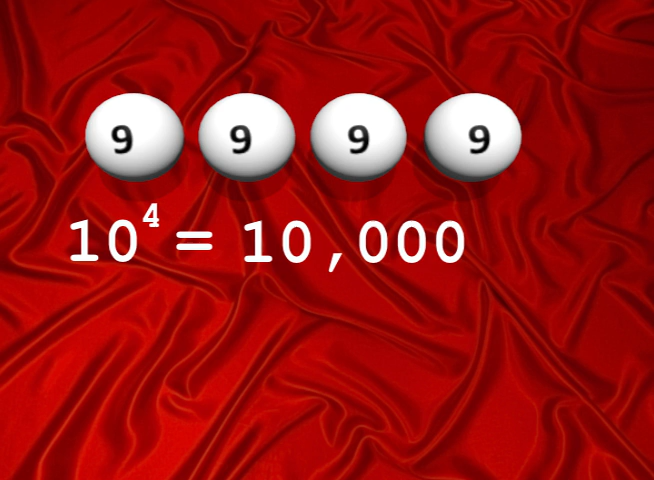 9 9 9 9
10⁴ = 10,000